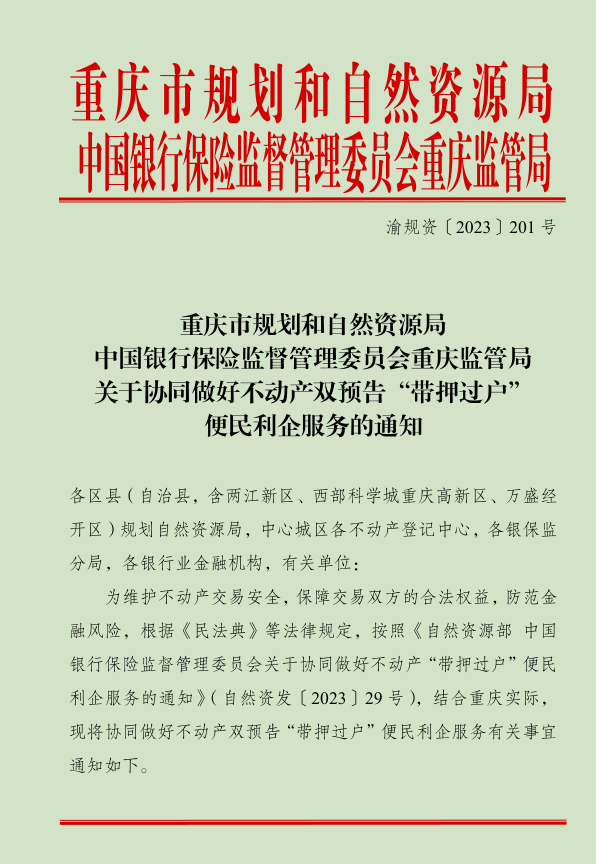 重庆市规划和自然资源局
中国银行保险监督管理委员会重庆监管局
渝规资〔2023〕201 号
重庆市规划和自然资源局
中国银行保险监督管理委员会重庆监管局
关于协同做好不动产双预告“带押过户”
便民利企服务的通知
各区县（自治县，含两江新区、西部科学城重庆高新区、万盛经
开区）规划自然资源局，中心城区各不动产登记中心，各银保监
分局，各银行业金融机构，有关单位：
为维护不动产交易安全，保障交易双方的合法权益，防范金
融风险，根据《民法典》等法律规定，按照《自然资源部 中国
银行保险监督管理委员会关于协同做好不动产“带押过户”便民
利企服务的通知》（自然资发〔2023〕29 号），结合重庆实际，
现将协同做好不动产双预告“带押过户”便民利企服务有关事宜
通知如下。